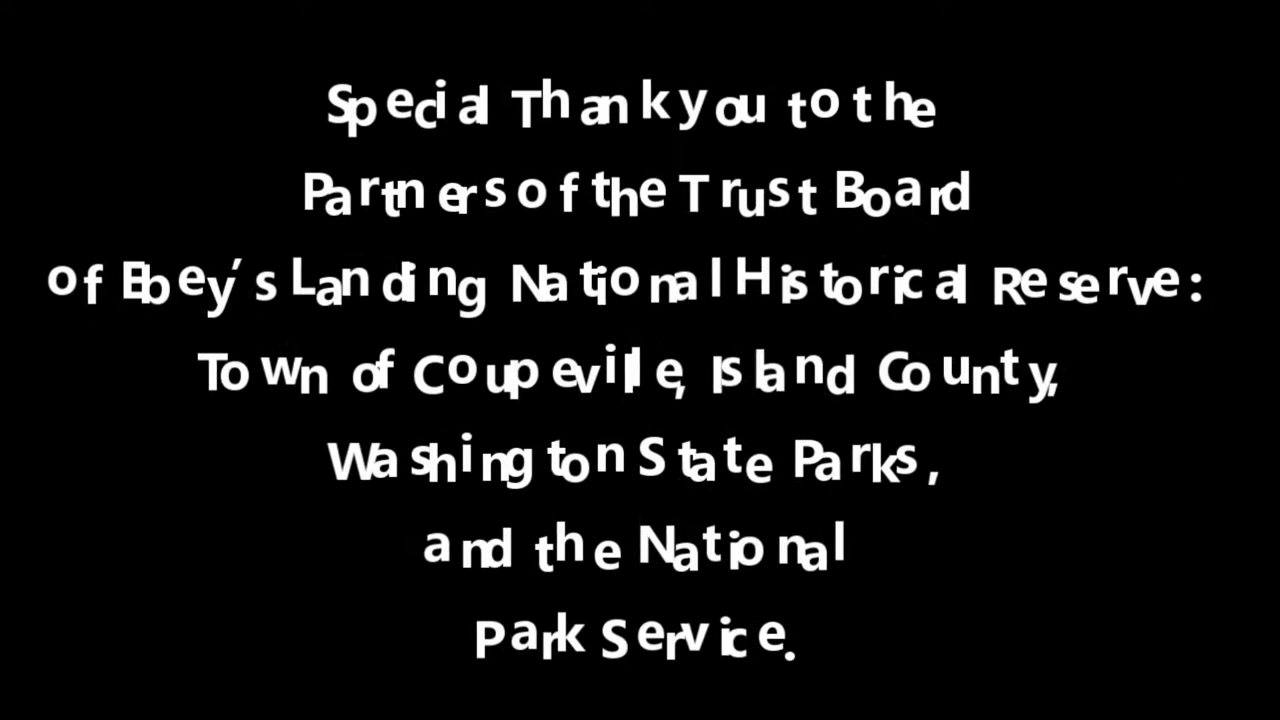 Special Thank you to the
Partners of the Trust Board
of Ebey's Landing National Historical Reserve:
Town of Coupeville, Island County,
Washington State Parks,
and the National
Park Service.